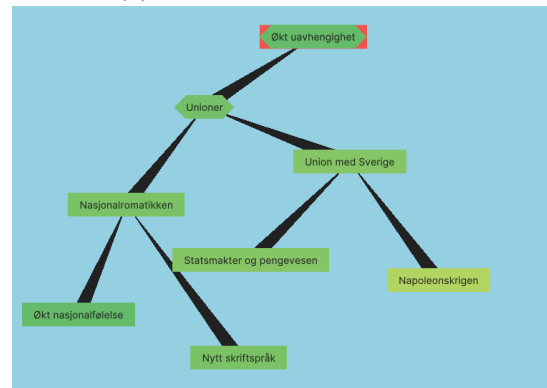 Økt uavhengighet
Unioner
Union med Sverige
Nasjonalromatikken
Statsmakter og pengevesen
Napoleonskrigen
Økt nasjonalfølelse
Nytt skriftspråk